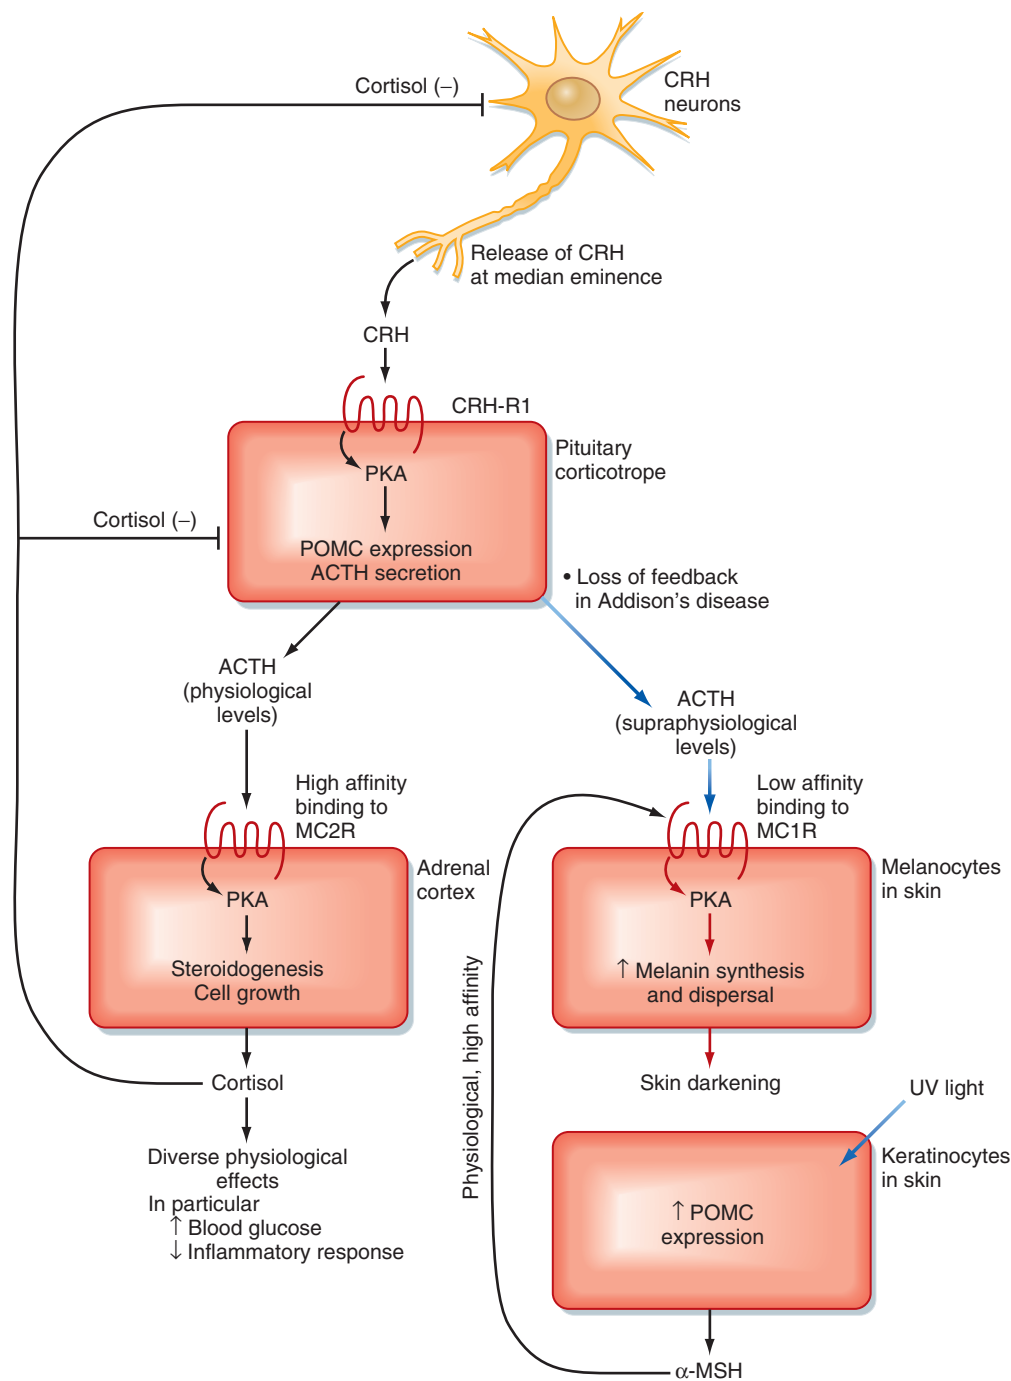 Cortisol (–)
CRH
neurons
Release of CRH
at median eminence
CRH
CRH-R1
Pituitary
corticotrope
PKA
Cortisol (–)
POMC expression
ACTH secretion
• Loss of feedback
in Addison's disease
ACTH
(physiological
levels)
ACTH
(supraphysiological
levels)
High affinity
binding to
MC2R
Low affinity
binding to
MC1R
Adrenal
cortex
Melanocytes
in skin
PKA
PKA
Steroidogenesis
Cell growth
↑ Melanin synthesis
and dispersal
Physiological, high affinity
Cortisol
Skin darkening
UV light
Diverse physiological
effects
In particular
↑ Blood glucose
↓ Inflammatory response
Keratinocytes
in skin
↑ POMC
expression
α-MSH